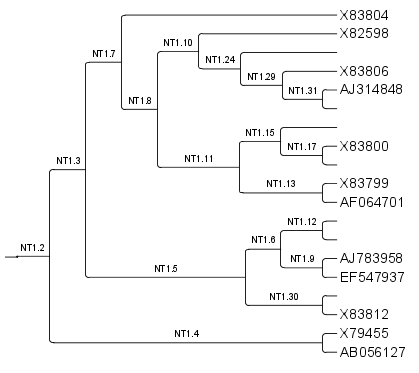 X83804
X82598
NT1.10
NT1.7
NT1.24
X83806
NT1.29
AJ314848
NT1.31
NT1.8
NT1.15
X83800
NT1.17
NT1.3
NT1.11
X83799
NT1.13
AF064701
NT1.12
NT1.6
NT1.2
AJ783958
NT1.9
NT1.5
EF547937
NT1.30
X83812
X79455
NT1.4
AB056127